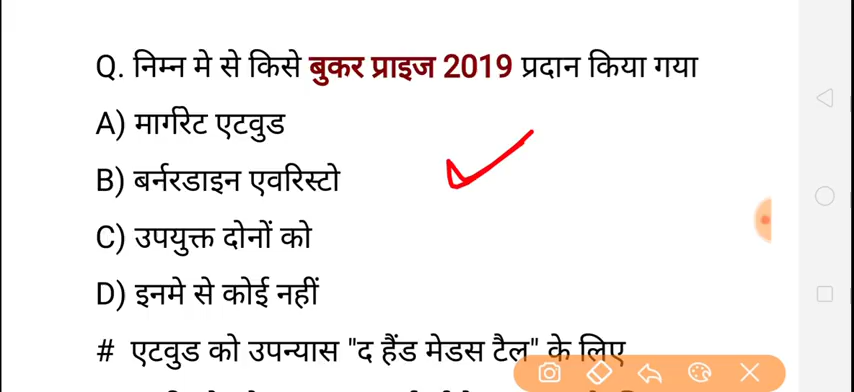 Q. निम्न मे से किसे बुकर प्राइज 2019 प्रदान किया गया
A) मार्गरेट एटवुड
B) बर्नरडाइन एवरिस्टो
C) उपयुक्त दोनों को
D) इनमे से कोई नहीं
# एटवुड को उपन्यास "द हैंड मेडस टैल" के लिए